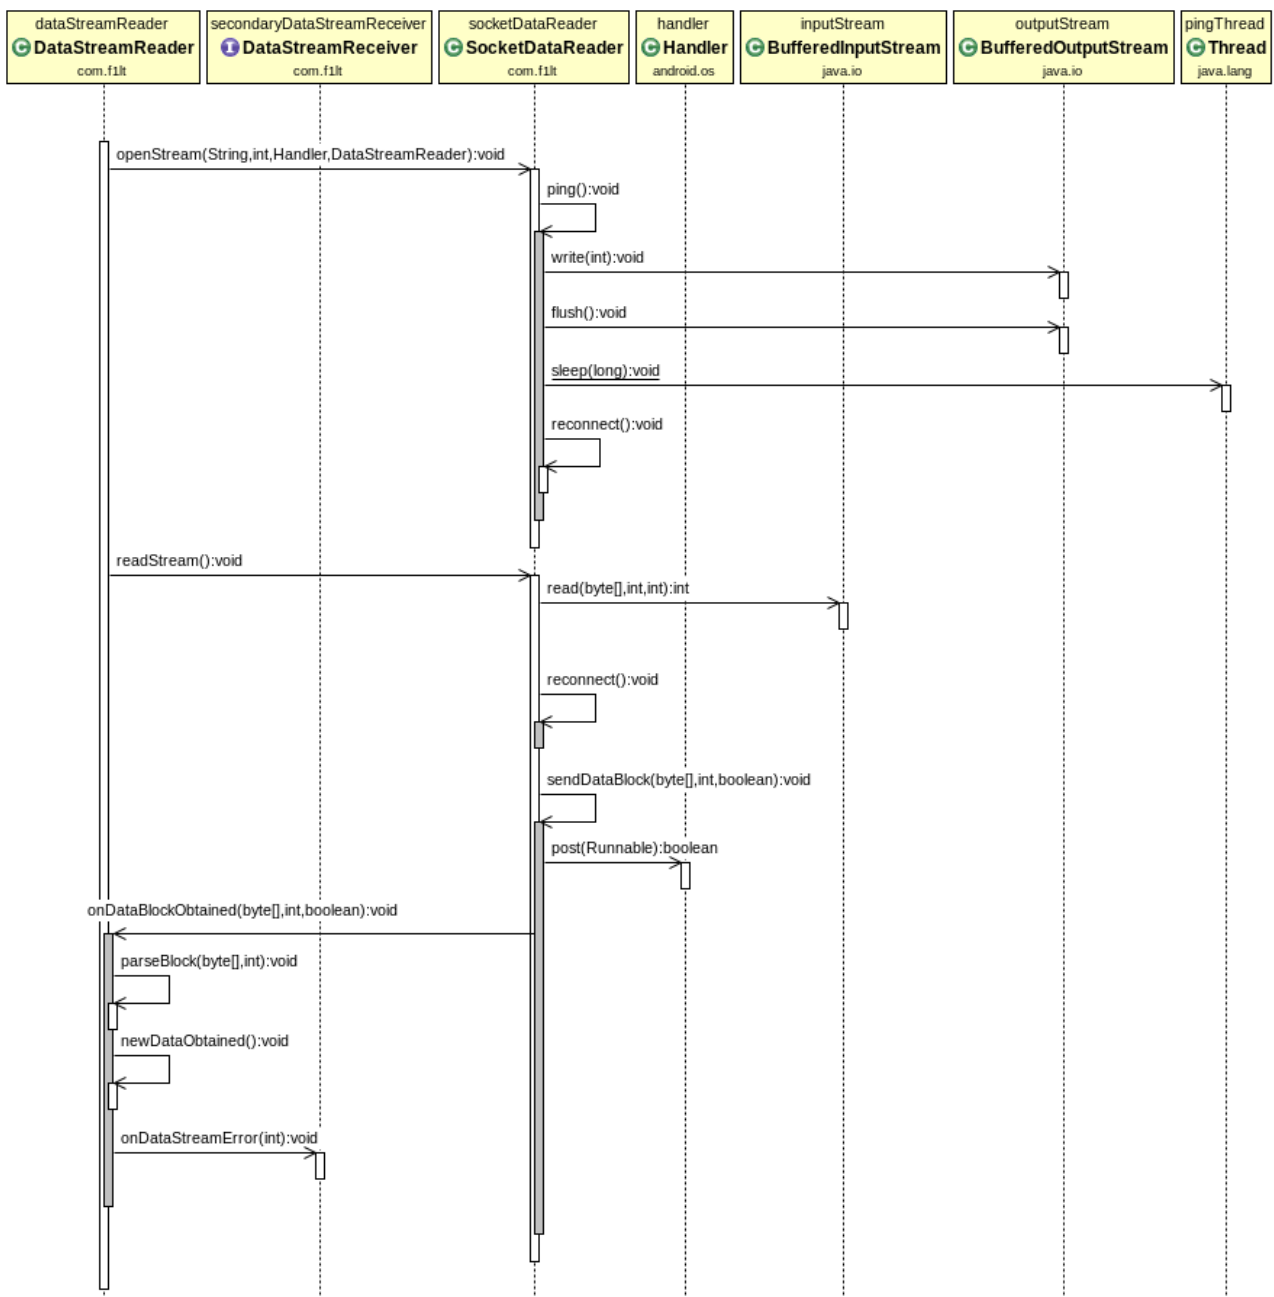 dataStreamReader
C DataStreamReader
com.f1lt
secondaryDataStreamReceiver
I DataStreamReceiver
com.f1lt
socketDataReader
C SocketDataReader
com.f1lt
handler
C Handler
android.os
inputStream
C BufferedInputStream
java.io
outputStream
C BufferedOutputStream
java.io
pingThread
C Thread
java.lang
openStream(String,int,Handler,DataStreamReader):void
ping():void
write(int):void
flush():void
sleep(long):void
reconnect():void
readStream():void
read(byte[],int,int):int
reconnect():void
sendDataBlock(byte[],int,boolean):void
post(Runnable):boolean
onDataBlockObtained(byte[],int,boolean):void
parseBlock(byte[],int):void
newDataObtained():void
onDataStreamError(int):void